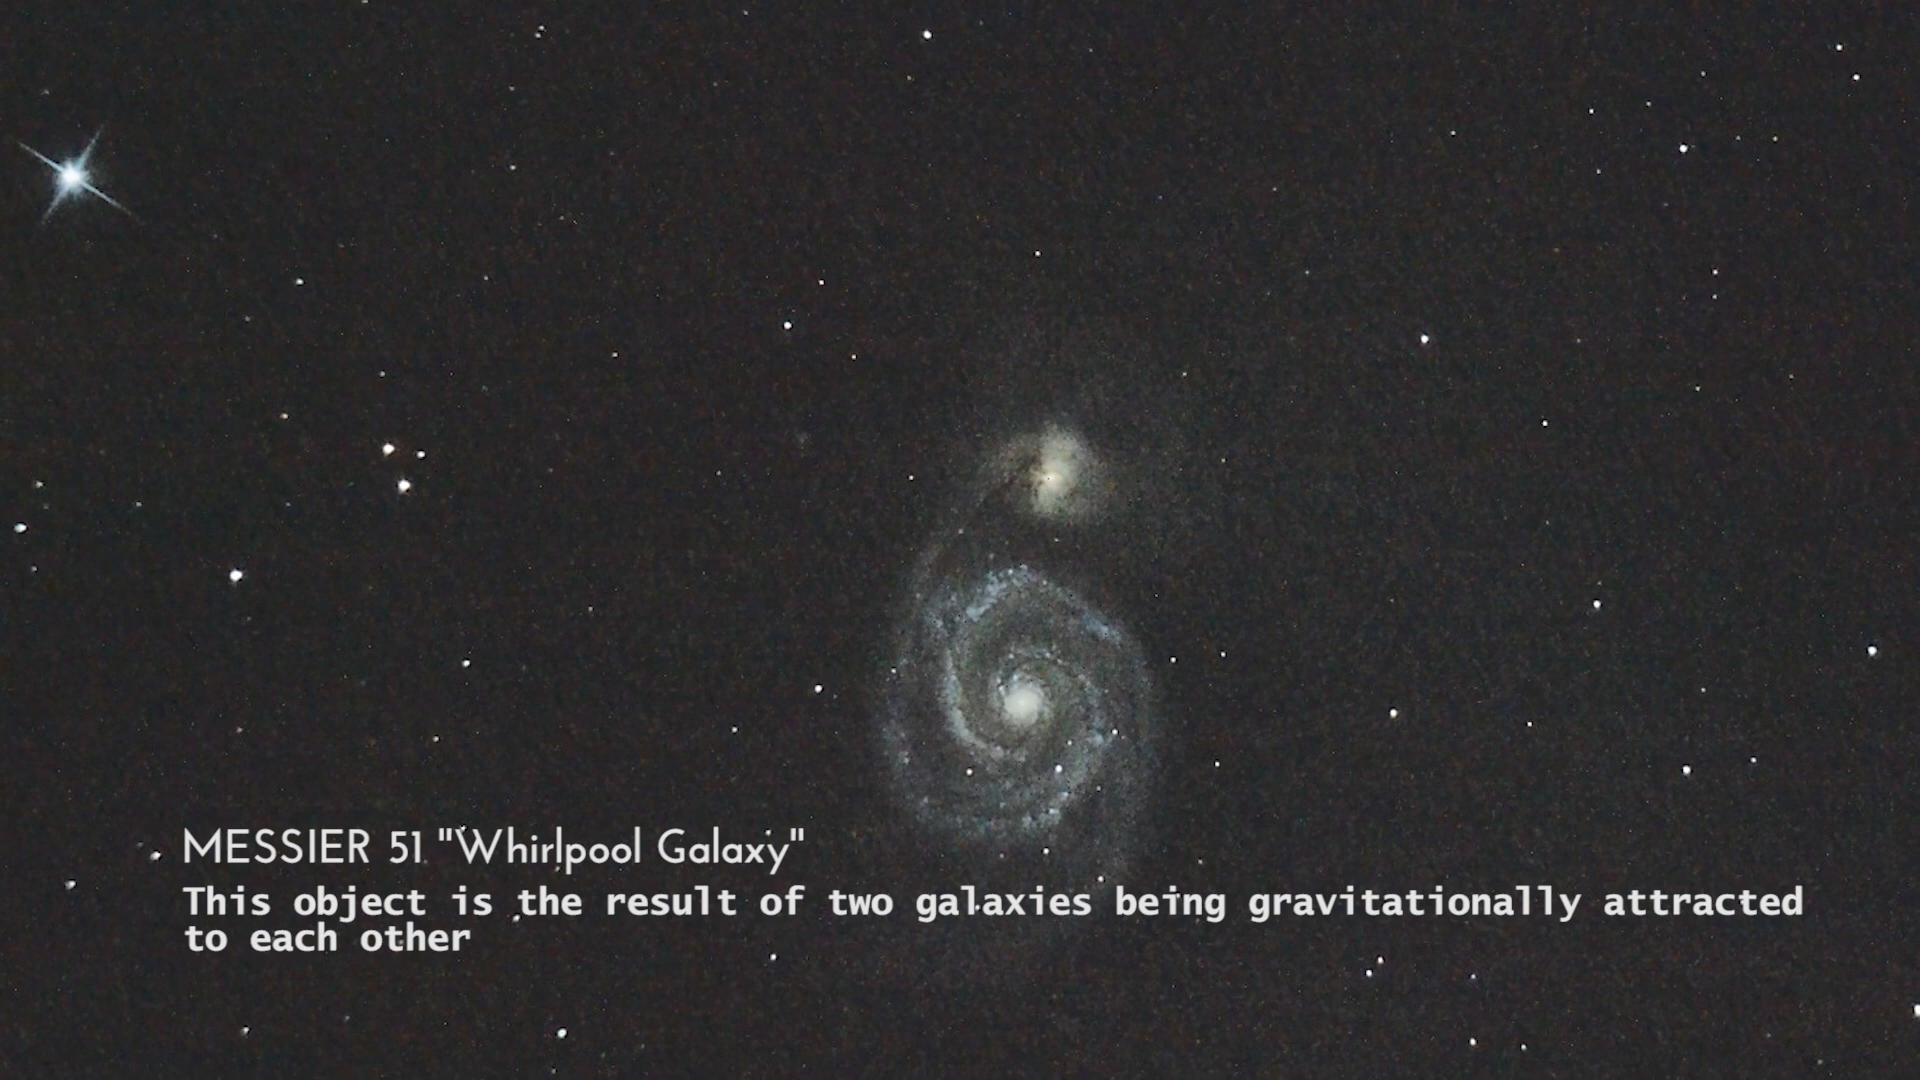 MESSIER 51 "Whirlpool Galaxy"
This object is the result of two galaxies being gravitationally attracted
to each other